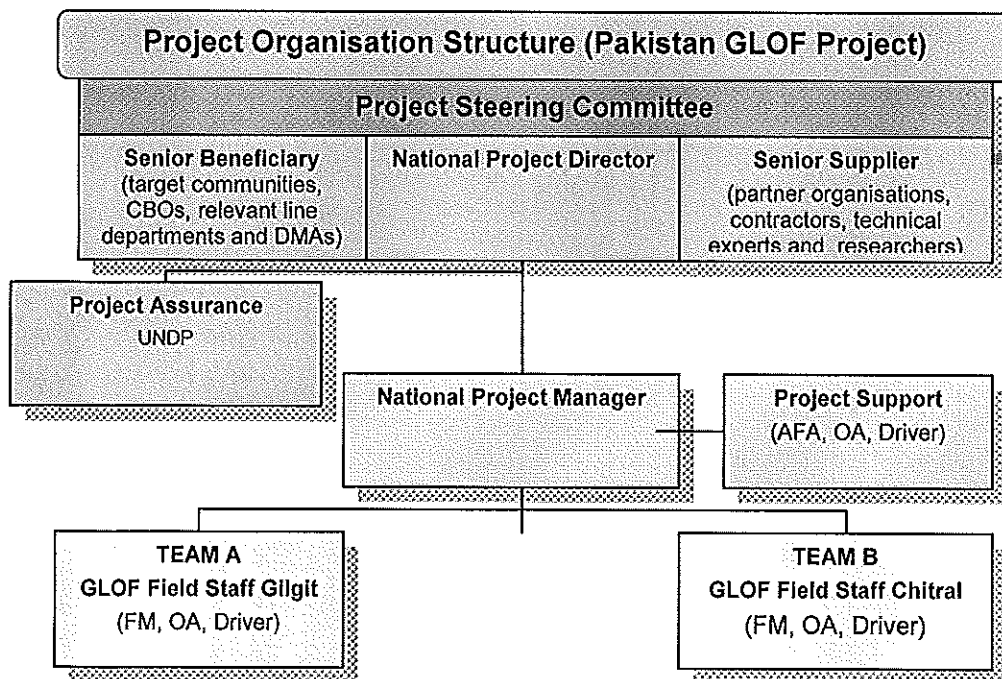 Project Organisation Structure (Pakistan GLOF Project)
Project Steering Committee
Senior Beneficiary
(target communities,
CBOs, relevant line
departments and DMAs)
National Project Director
Senior Supplier
(partner organisations,
contractors, technical
experts and researchers)
Project Assurance
UNDP
National Project Manager
Project Support
(AFA, OA, Driver)
TEAM A
GLOF Field Staff Gilgit
(FM, OA, Driver)
TEAM B
GLOF Field Staff Chitral
(FM, OA, Driver)